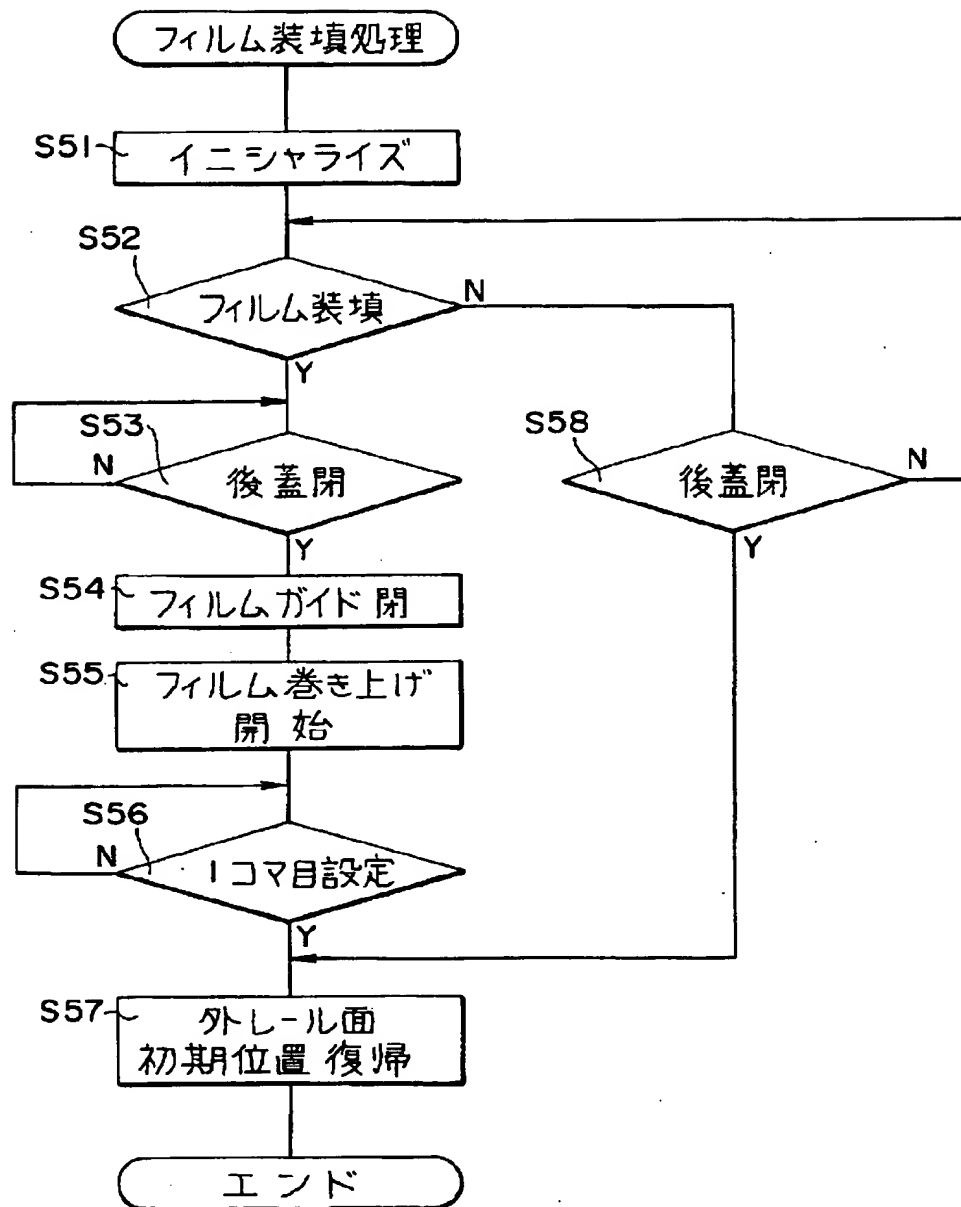 フィルム装填処理
S51
イニシャライズ
S52
フィルム装填
N
Y
S53
後蓋閉
N
Y
S58
後蓋閉
N
Y
S54
フィルムガイド閉
S55
フィルム巻き上げ
開始
S56
1コマ目設定
N
Y
S57
外レール面
初期位置復帰
エンド